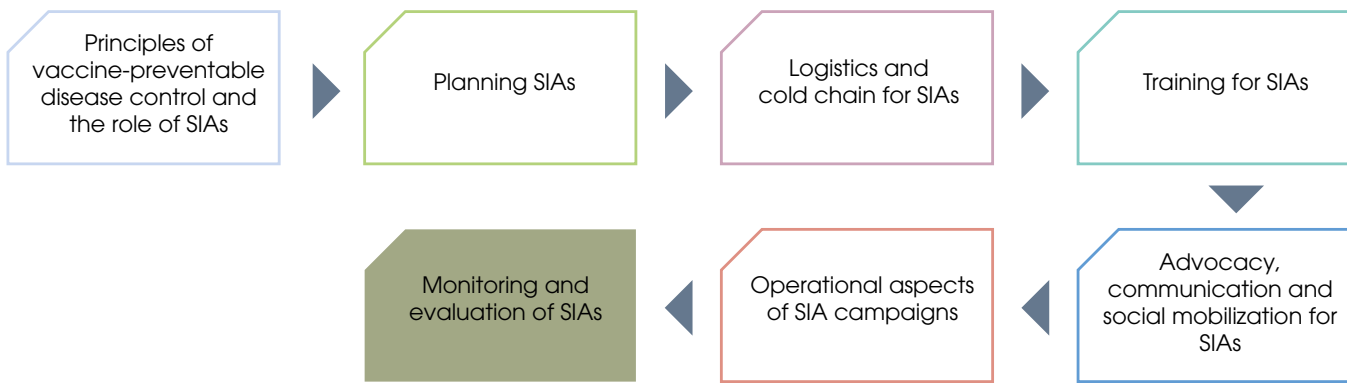 Principles of
vaccine-preventable
disease control and
the role of SIAs
Planning SIAs
Logistics and
cold chain for SIAs
Training for SIAs
Advocacy,
communication and
social mobilization for
SIAs
Operational aspects
of SIA campaigns
Monitoring and
evaluation of SIAs